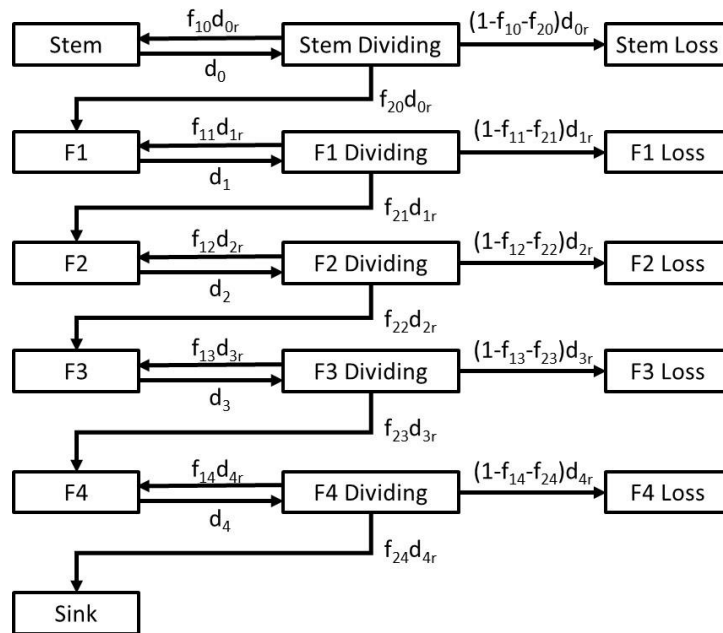 f₁₀d₀ᵣ
(1-f₁₀-f₂₀)d₀ᵣ
Stem
Stem Dividing
Stem Loss
d₀
f₂₀d₀ᵣ
f₁₁d₁ᵣ
(1-f₁₁-f₂₁)d₁ᵣ
F1
F1 Dividing
F1 Loss
d₁
f₂₁d₁ᵣ
f₁₂d₂ᵣ
(1-f₁₂-f₂₂)d₂ᵣ
F2
F2 Dividing
F2 Loss
d₂
f₂₂d₂ᵣ
f₁₃d₃ᵣ
(1-f₁₃-f₂₃)d₃ᵣ
F3
F3 Dividing
F3 Loss
d₃
f₂₃d₃ᵣ
f₁₄d₄ᵣ
(1-f₁₄-f₂₄)d₄ᵣ
F4
F4 Dividing
F4 Loss
d₄
f₂₄d₄ᵣ
Sink